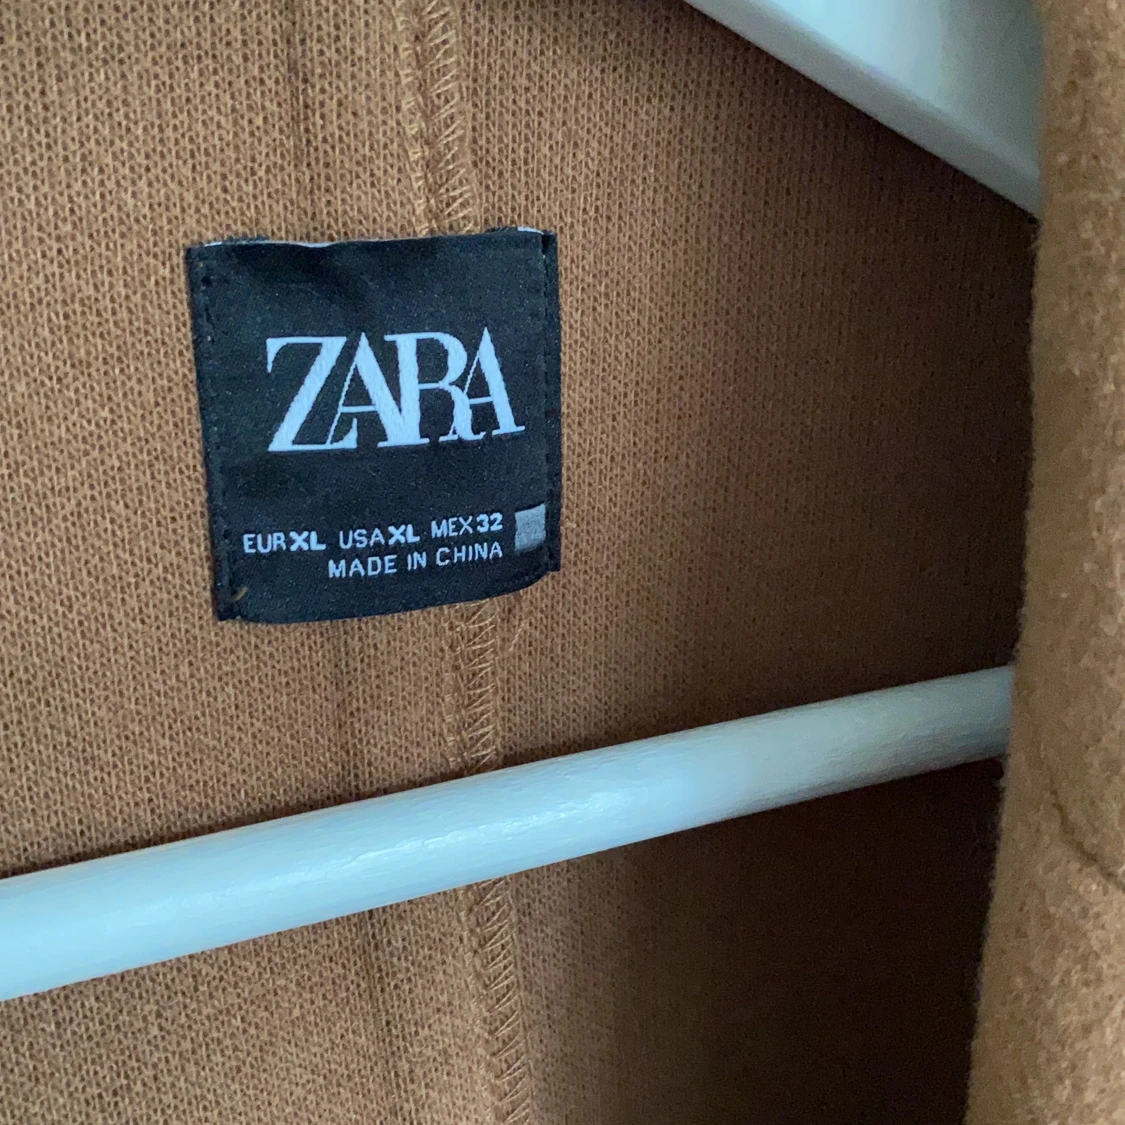 ZARA
EUR XL USA XL MEX 32
MADE IN CHINA